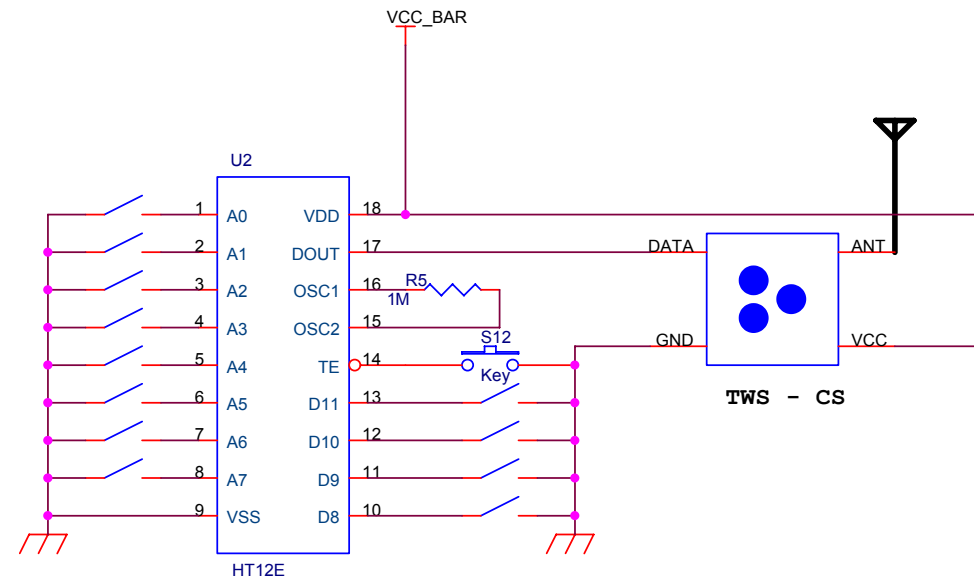 VCC_BAR
U2
1 A0 VDD 18
2 A1 DOUT 17 DATA ANT
3 A2 OSC1 16 R5
1M
4 A3 OSC2 15
S12
GND VCC
5 A4 TE 14
Key
TWS - CS
6 A5 D11 13
7 A6 D10 12
8 A7 D9 11
9 VSS D8 10
HT12E